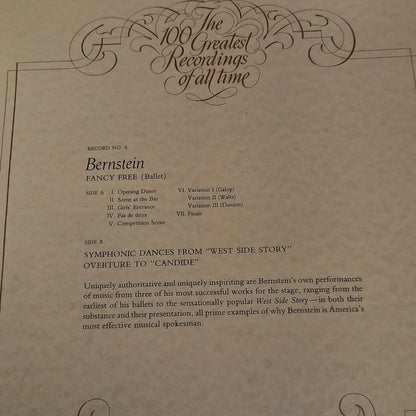 The
100 Greatest
Recordings
of all time
RECORD NO. 6
Bernstein
FANCY FREE (Ballet)
SIDE A I. Opening Dance VI. Variation I (Galop)
II. Scene at the Bar Variation II (Waltz)
III. Girls' Entrance Variation III (Danzon)
IV. Pas de deux VII. Finale
V. Competition Scene
SIDE B
SYMPHONIC DANCES FROM "WEST SIDE STORY"
OVERTURE TO "CANDIDE"
Uniquely authoritative and uniquely inspiriting are Bernstein's own performances
of music from three of his most successful works for the stage, ranging from the
earliest of his ballets to the sensationally popular West Side Story—in both their
substance and their presentation, all prime examples of why Bernstein is America's
most effective musical spokesman.